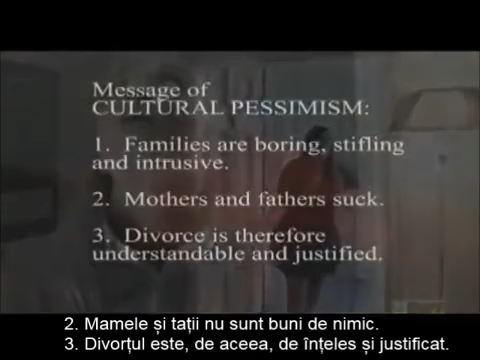 Message of
CULTURAL PESSIMISM:
1. Families are boring, stifling
and intrusive.
2. Mothers and fathers suck.
3. Divorce is therefore
understandable and justified.
2. Mamele și tații nu sunt buni de nimic.
3. Divorțul este, de aceea, de înțeles și justificat.